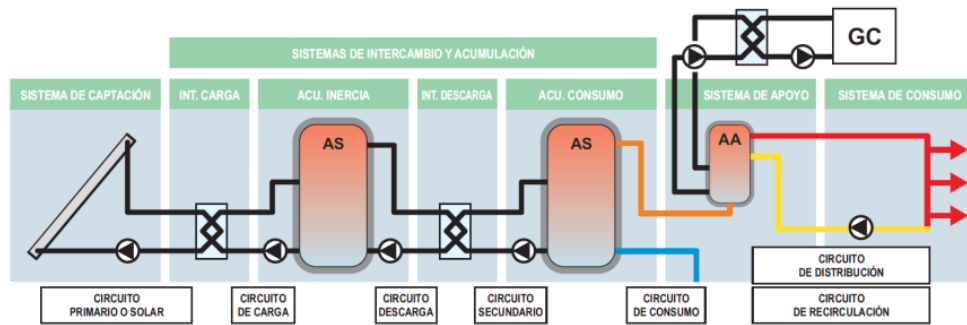 GC
SISTEMAS DE INTERCAMBIO Y ACUMULACIÓN
SISTEMA DE CAPTACIÓN
INT. CARGA
ACU. INERCIA
INT. DESCARGA
ACU. CONSUMO
SISTEMA DE APOYO
SISTEMA DE CONSUMO
AS
AS
AA
CIRCUITO
DE DISTRIBUCIÓN
CIRCUITO
PRIMARIO O SOLAR
CIRCUITO
DE CARGA
CIRCUITO
DESCARGA
CIRCUITO
SECUNDARIO
CIRCUITO
DE CONSUMO
CIRCUITO
DE RECIRCULACIÓN